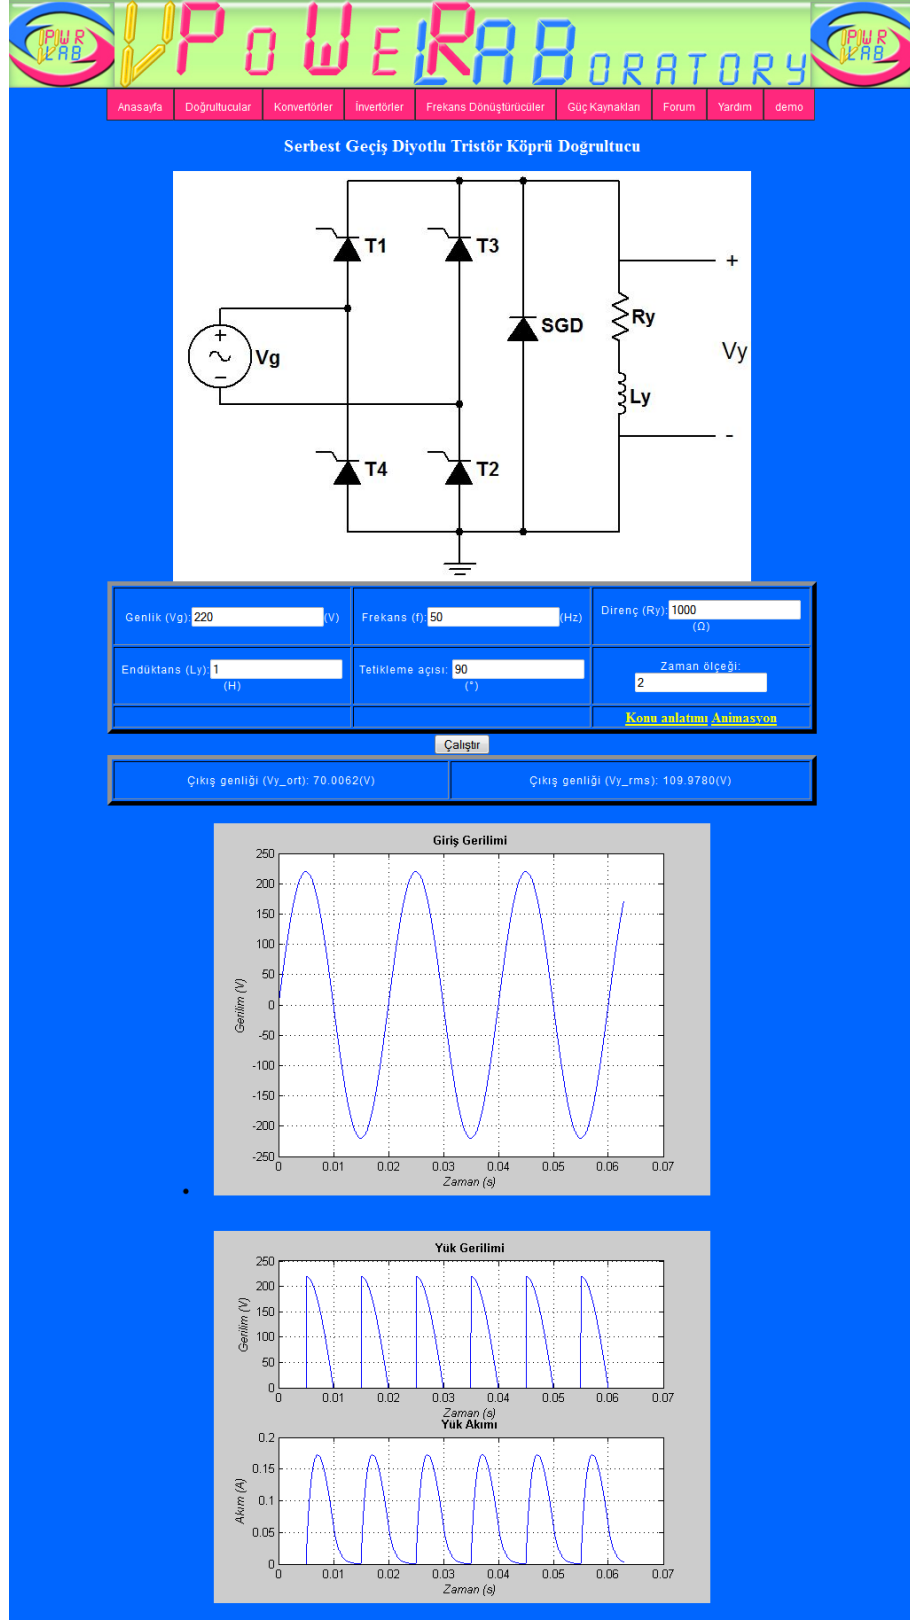 PWR LAB VPOWERLABORATORY PWR LAB
Anasayfa Doğrultucular Konvertörler İnvertörler Frekans Dönüştürücüler Güç Kaynakları Forum Yardım demo
Serbest Geçiş Diyotlu Tristör Köprü Doğrultucu
T1 T3
+
SGD Ry
+
Vg
−
Vy
Ly
T4 T2
-
Genlik (Vg): 220 (V) Frekans (f): 50 (Hz) Direnç (Ry): 1000
(Ω)
Endüktans (Ly): 1 Tetikleme açısı: 90 Zaman ölçeği:
(H) (°) 2
Konu anlatımı Animasyon
Çalıştır
Çıkış genliği (Vy_ort): 70.0062(V) Çıkış genliği (Vy_rms): 109.9780(V)
Giriş Gerilimi
250
200
150
100
50
0
-50
-100
-150
-200
-250
Gerilim (V)
0 0.01 0.02 0.03 0.04 0.05 0.06 0.07
Zaman (s)
Yük Gerilimi
250
200
150
100
50
0
Gerilim (V)
0 0.01 0.02 0.03 0.04 0.05 0.06 0.07
Zaman (s)
Yük Akımı
0.2
0.15
0.1
0.05
0
Akım (A)
0 0.01 0.02 0.03 0.04 0.05 0.06 0.07
Zaman (s)